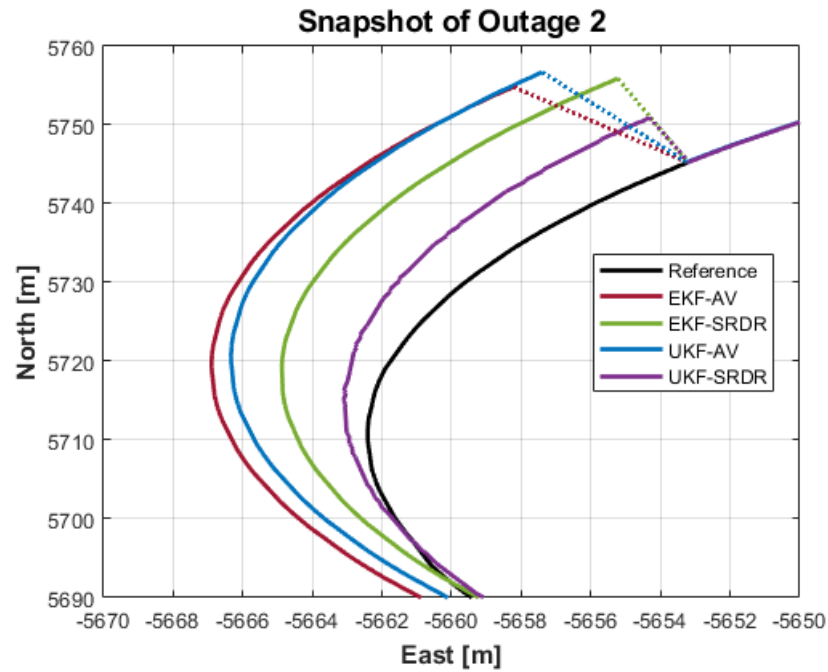 Snapshot of Outage 2
5760
5750
5740
5730
5720
5710
5700
5690
North [m]
Reference
EKF-AV
EKF-SRDR
UKF-AV
UKF-SRDR
-5670 -5668 -5666 -5664 -5662 -5660 -5658 -5656 -5654 -5652 -5650
East [m]